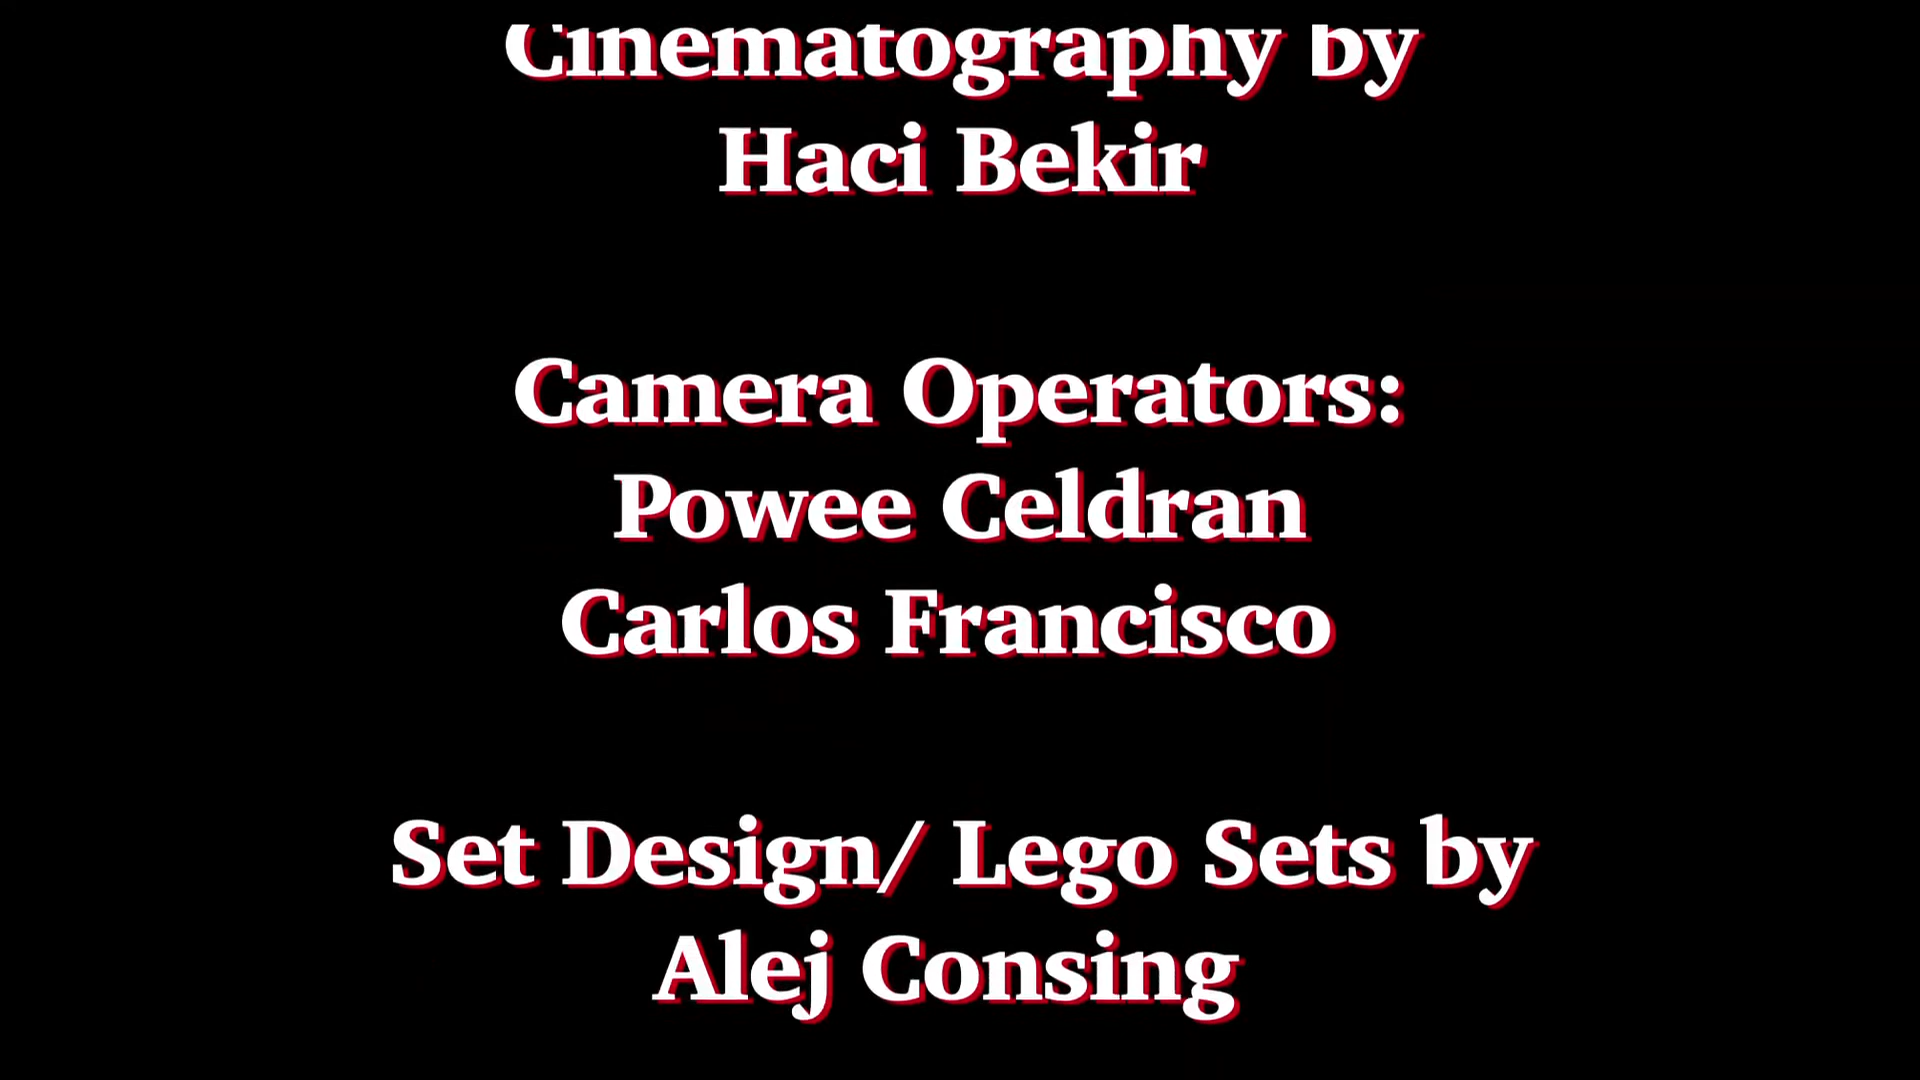 Cinematography by
Haci Bekir
Camera Operators:
Powee Celdran
Carlos Francisco
Set Design/ Lego Sets by
Alej Consing